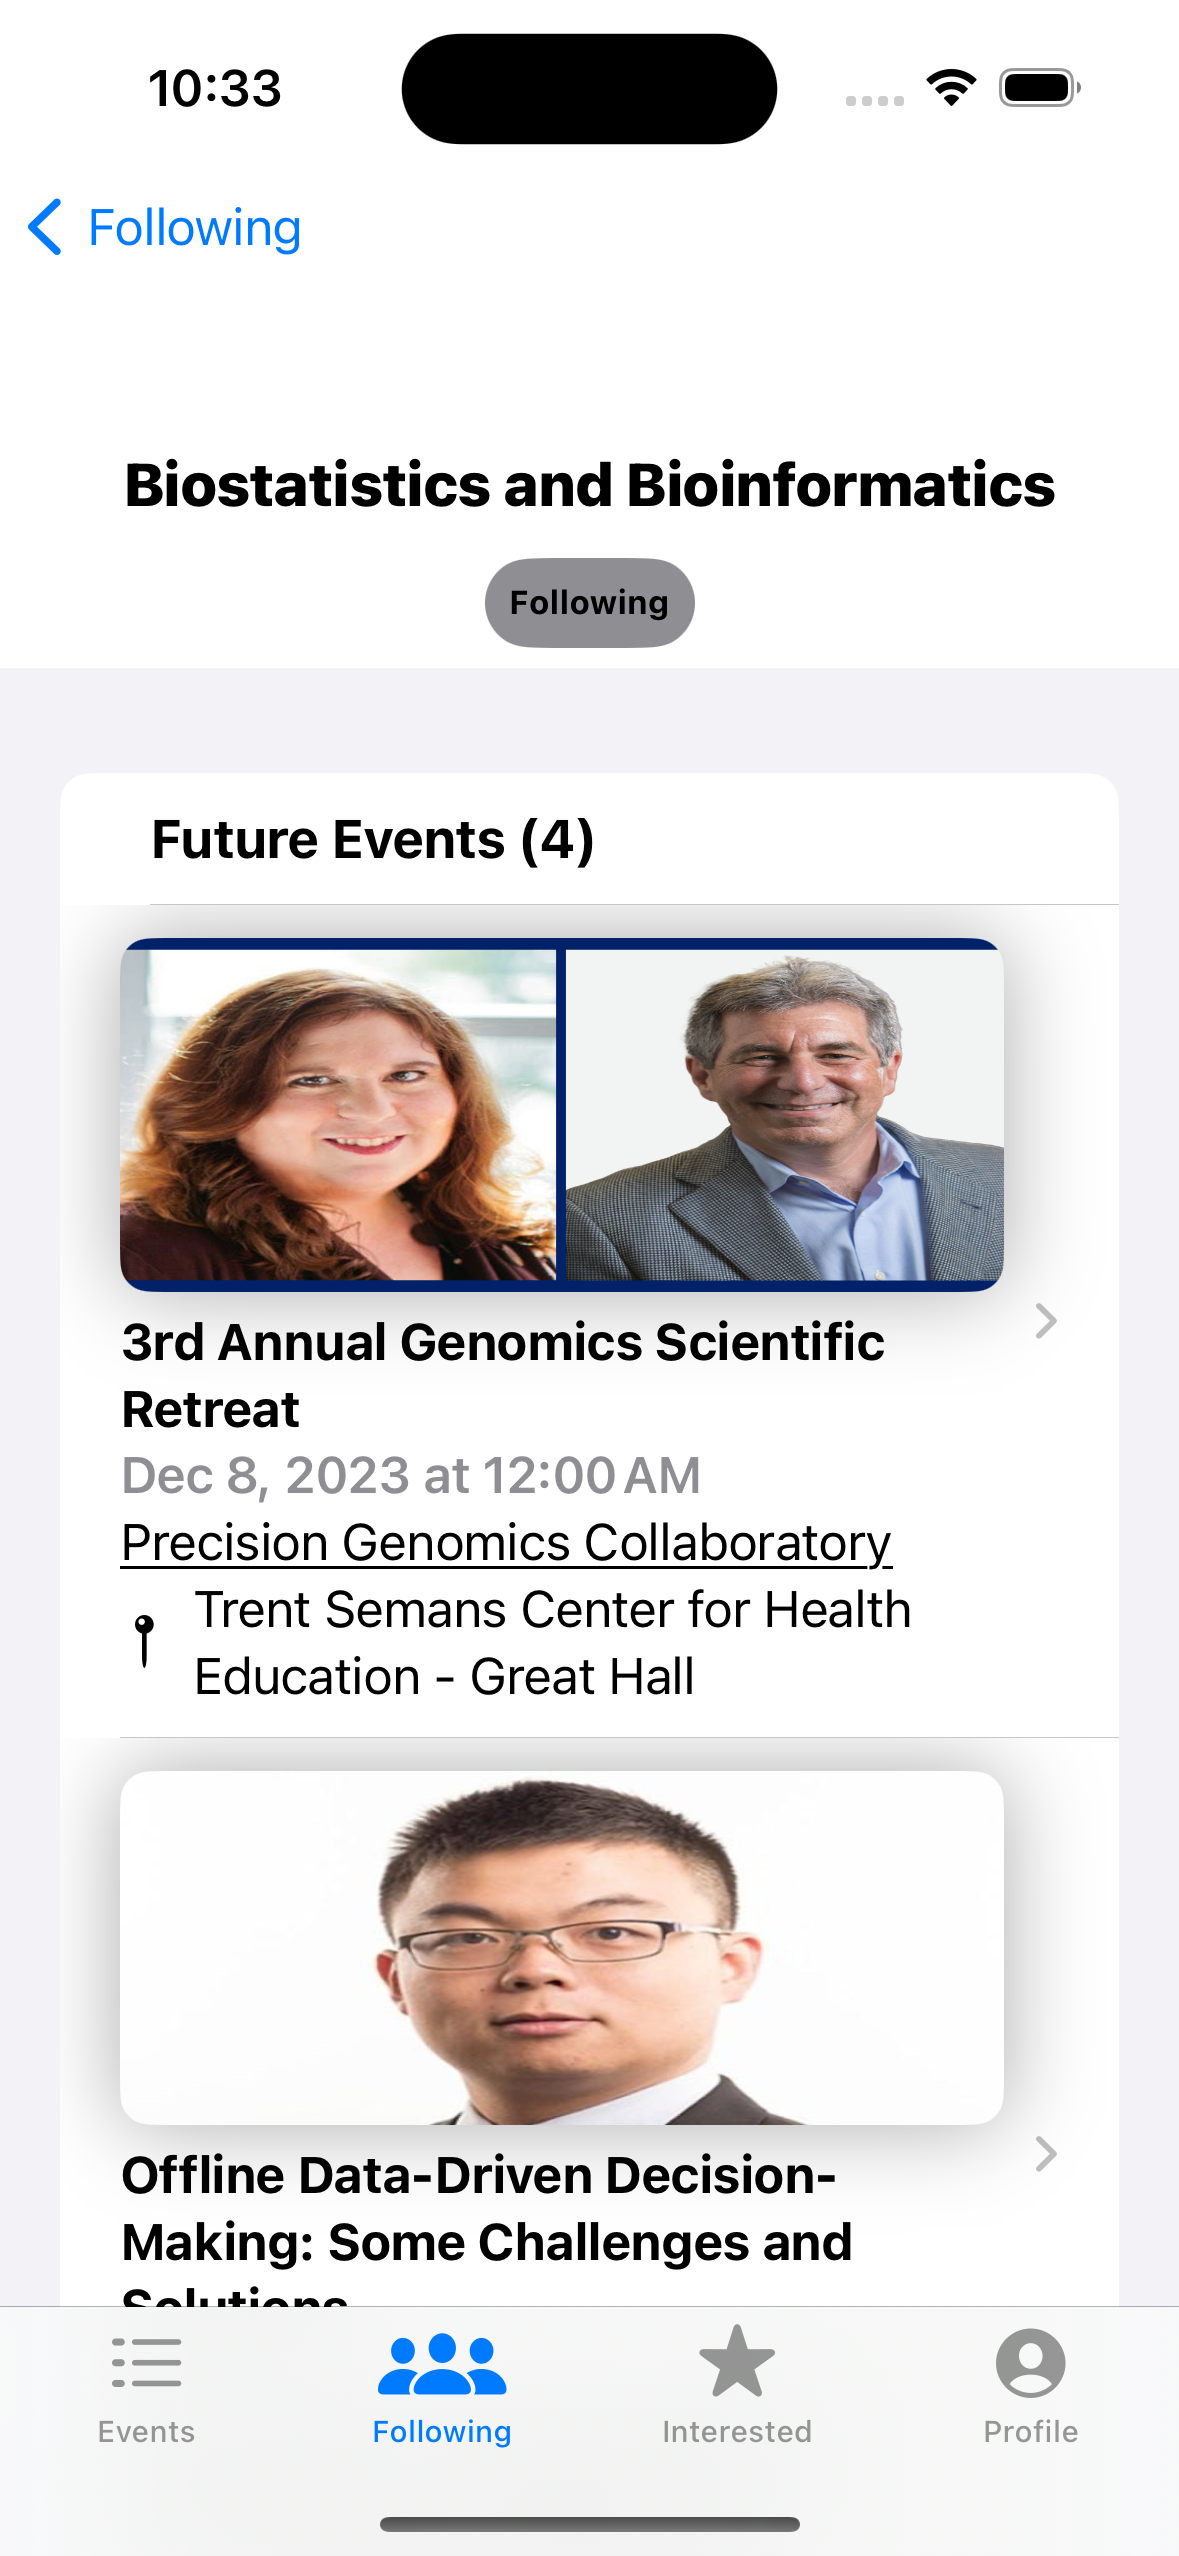 10:33
Following
Biostatistics and Bioinformatics
Following
Future Events (4)
3rd Annual Genomics Scientific
Retreat
Dec 8, 2023 at 12:00 AM
Precision Genomics Collaboratory
Trent Semans Center for Health
Education - Great Hall
Offline Data-Driven Decision-
Making: Some Challenges and
Solutions
Events
Following
Interested
Profile